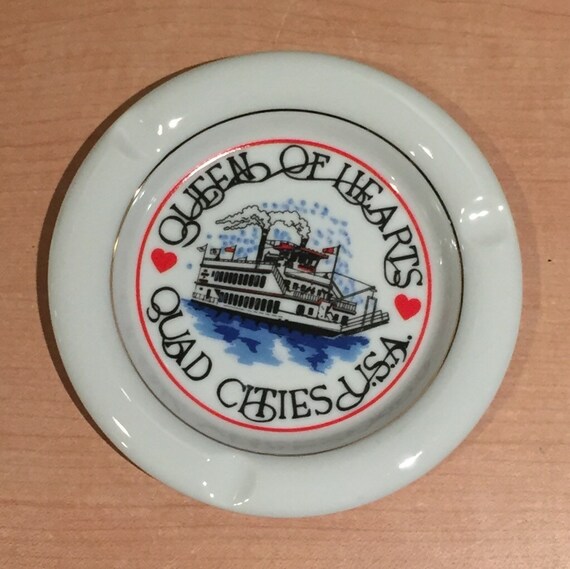 QUEEN OF HEARTS
QUAD CITIES U.S.A.